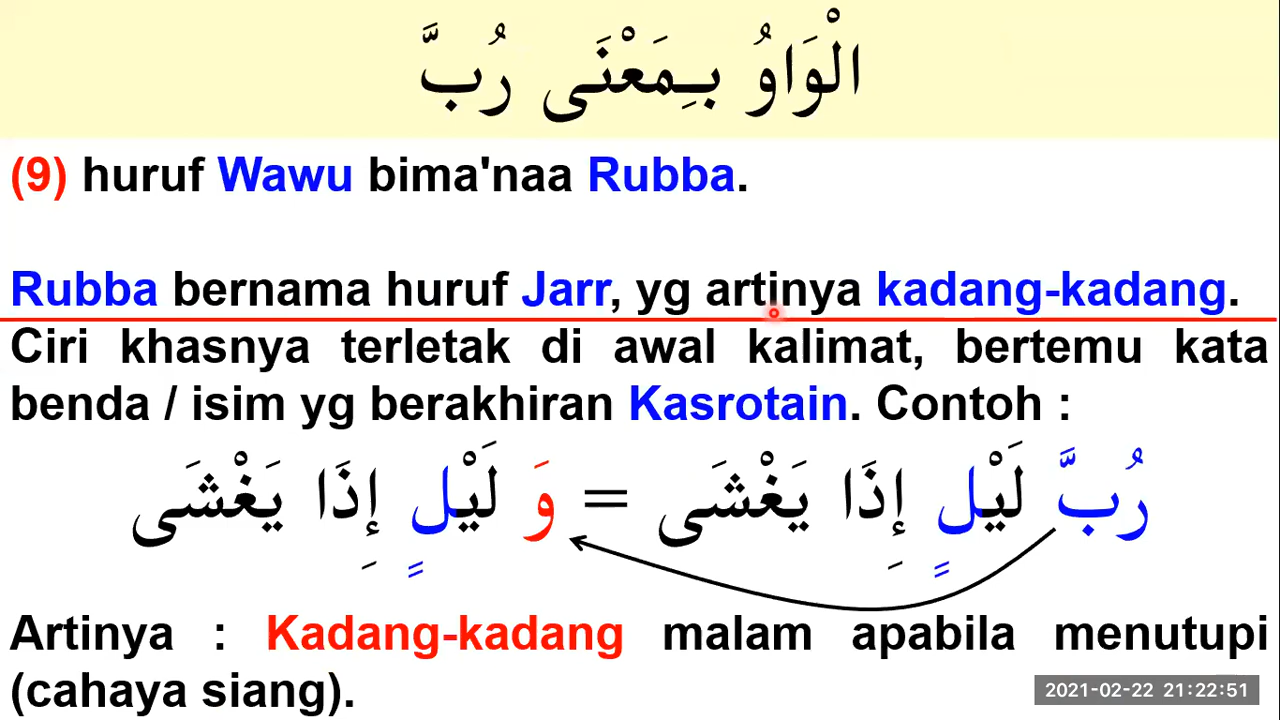 الْوَاوُ بِمَعْنَى رُبَّ
(9) huruf Wawu bima'naa Rubba.
Rubba bernama huruf Jarr, yg artinya kadang-kadang.
Ciri khasnya terletak di awal kalimat, bertemu kata
benda / isim yg berakhiran Kasrotain. Contoh :
رُبَّ لَيْلٍ إِذَا يَغْشَى = وَ لَيْلٍ إِذَا يَغْشَى
Artinya : Kadang-kadang malam apabila menutupi
(cahaya siang).
2021-02-22 21:22:51